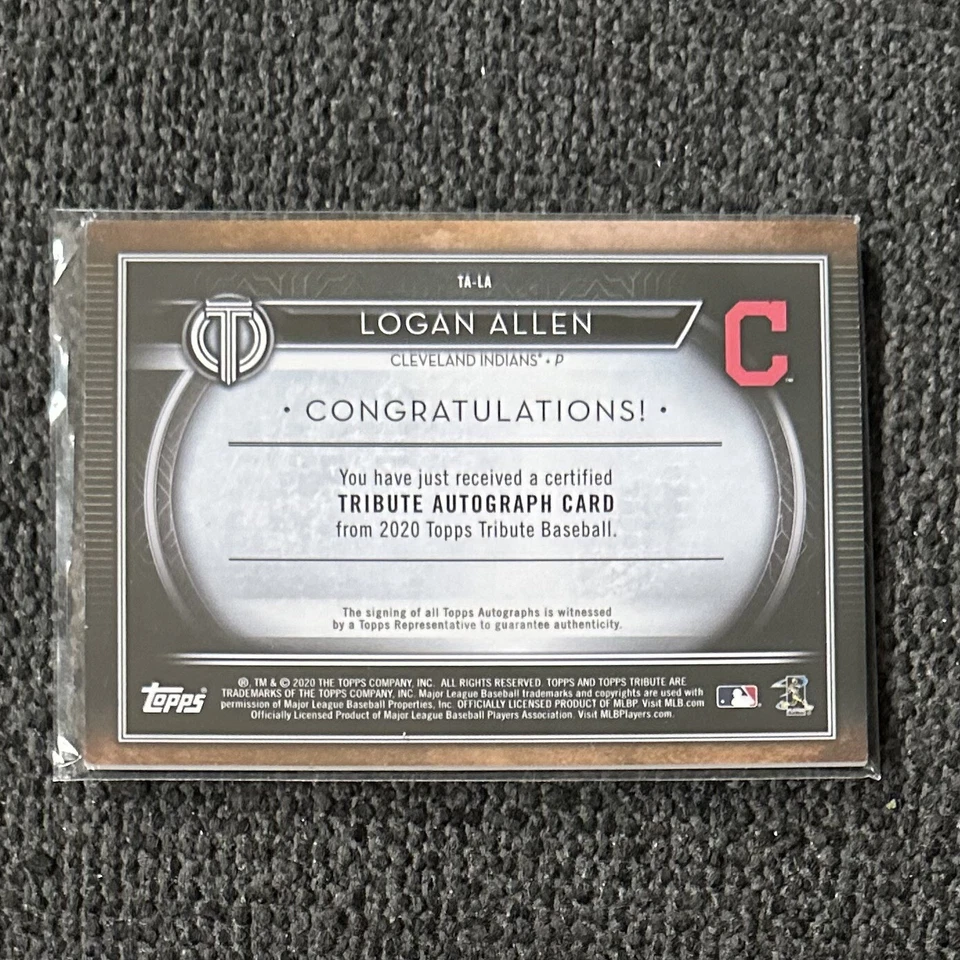 TA-LA
T
LOGAN ALLEN
C
CLEVELAND INDIANS® • P
• CONGRATULATIONS! •
You have just received a certified
TRIBUTE AUTOGRAPH CARD
from 2020 Topps Tribute Baseball.
The signing of all Topps Autographs is witnessed
by a Topps Representative to guarantee authenticity.
topps®
®, TM & © 2020 THE TOPPS COMPANY, INC. ALL RIGHTS RESERVED. TOPPS AND TOPPS TRIBUTE ARE
TRADEMARKS OF THE TOPPS COMPANY, INC. Major League Baseball trademarks and copyrights are used with
permission of Major League Baseball Properties, Inc. OFFICIALLY LICENSED PRODUCT OF MLBP Visit MLB.com
Officially Licensed Product of Major League Baseball Players Association. Visit MLBPlayers.com.